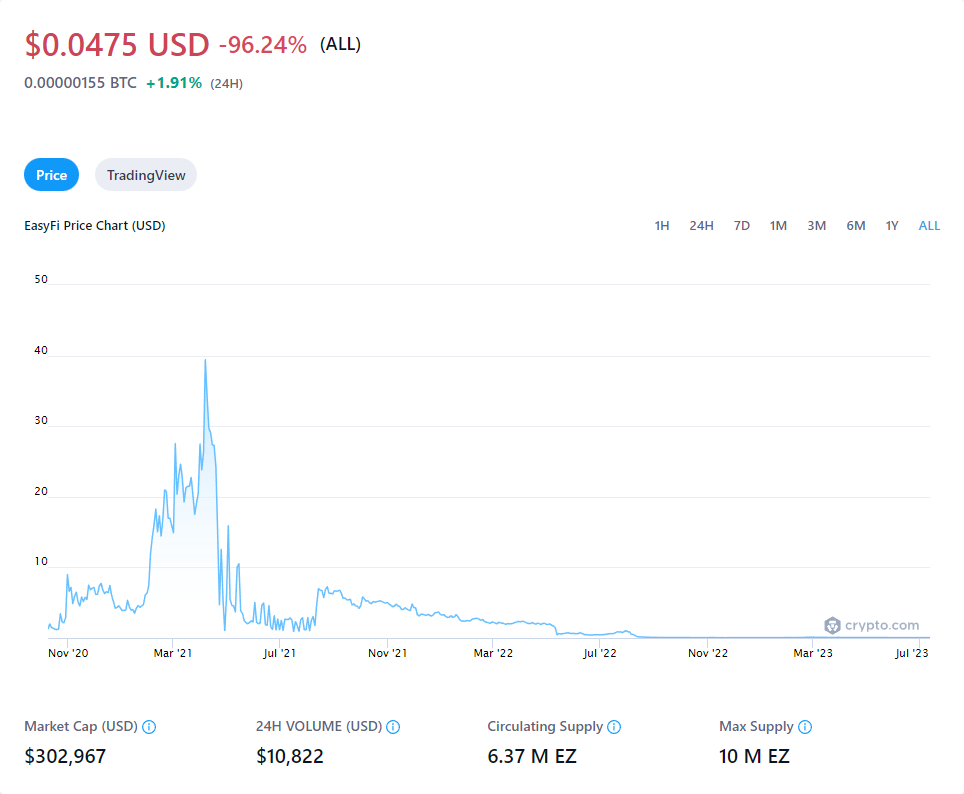 $0.0475 USD -96.24% (ALL)
0.00000155 BTC +1.91% (24H)
Price TradingView
EasyFi Price Chart (USD) 1H 24H 7D 1M 3M 6M 1Y ALL
50
40
30
20
10
crypto.com
Nov '20 Mar '21 Jul '21 Nov '21 Mar '22 Jul '22 Nov '22 Mar '23 Jul '23
Market Cap (USD) 24H VOLUME (USD) Circulating Supply Max Supply
$302,967 $10,822 6.37 M EZ 10 M EZ